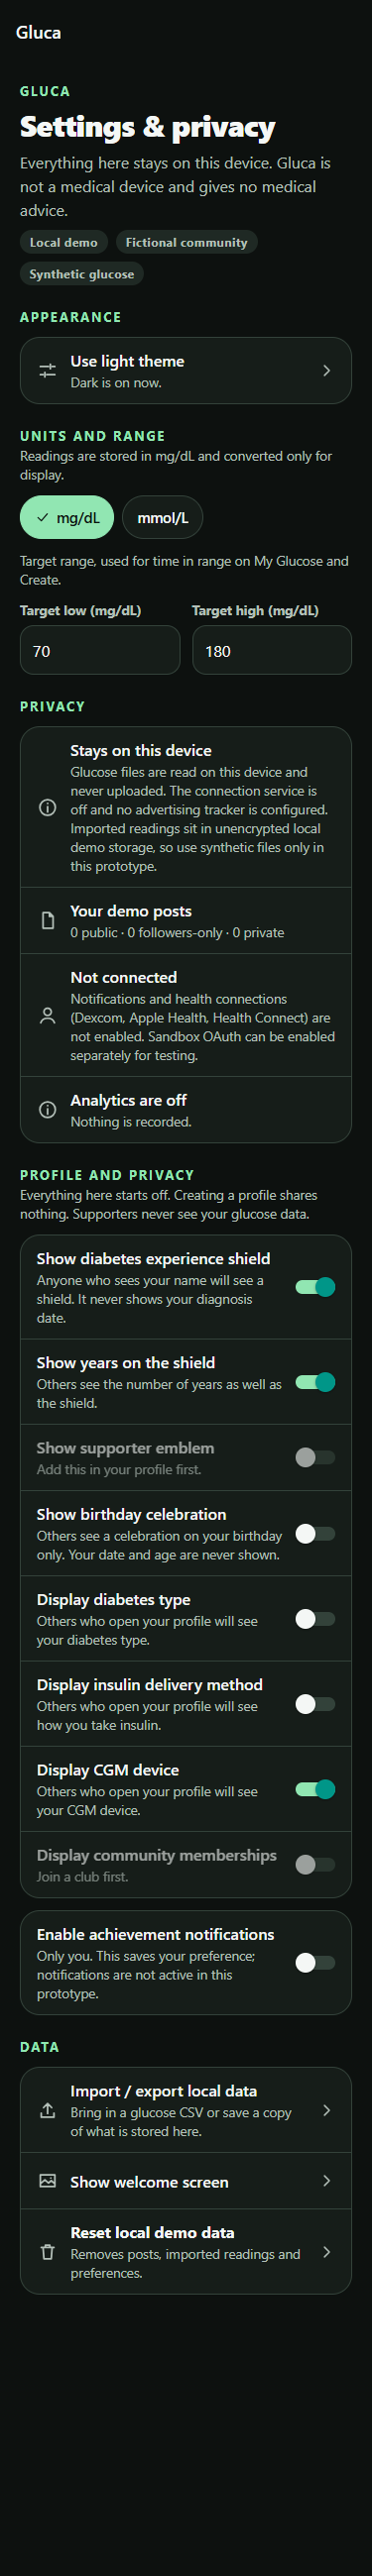 Gluca
GLUCA
Settings & privacy
Everything here stays on this device. Gluca is
not a medical device and gives no medical
advice.
Local demo
Fictional community
Synthetic glucose
APPEARANCE
Use light theme
Dark is on now.
UNITS AND RANGE
Readings are stored in mg/dL and converted only for
display.
mg/dL
mmol/L
Target range, used for time in range on My Glucose and
Create.
Target low (mg/dL)
Target high (mg/dL)
70
180
PRIVACY
Stays on this device
Glucose files are read on this device and
never uploaded. The connection service is
off and no advertising tracker is configured.
Imported readings sit in unencrypted local
demo storage, so use synthetic files only in
this prototype.
Your demo posts
0 public · 0 followers-only · 0 private
Not connected
Notifications and health connections
(Dexcom, Apple Health, Health Connect) are
not enabled. Sandbox OAuth can be enabled
separately for testing.
Analytics are off
Nothing is recorded.
PROFILE AND PRIVACY
Everything here starts off. Creating a profile shares
nothing. Supporters never see your glucose data.
Show diabetes experience shield
Anyone who sees your name will see a
shield. It never shows your diagnosis
date.
Show years on the shield
Others see the number of years as well as
the shield.
Show supporter emblem
Add this in your profile first.
Show birthday celebration
Others see a celebration on your birthday
only. Your date and age are never shown.
Display diabetes type
Others who open your profile will see
your diabetes type.
Display insulin delivery method
Others who open your profile will see
how you take insulin.
Display CGM device
Others who open your profile will see
your CGM device.
Display community memberships
Join a club first.
Enable achievement notifications
Only you. This saves your preference;
notifications are not active in this
prototype.
DATA
Import / export local data
Bring in a glucose CSV or save a copy
of what is stored here.
Show welcome screen
Reset local demo data
Removes posts, imported readings and
preferences.